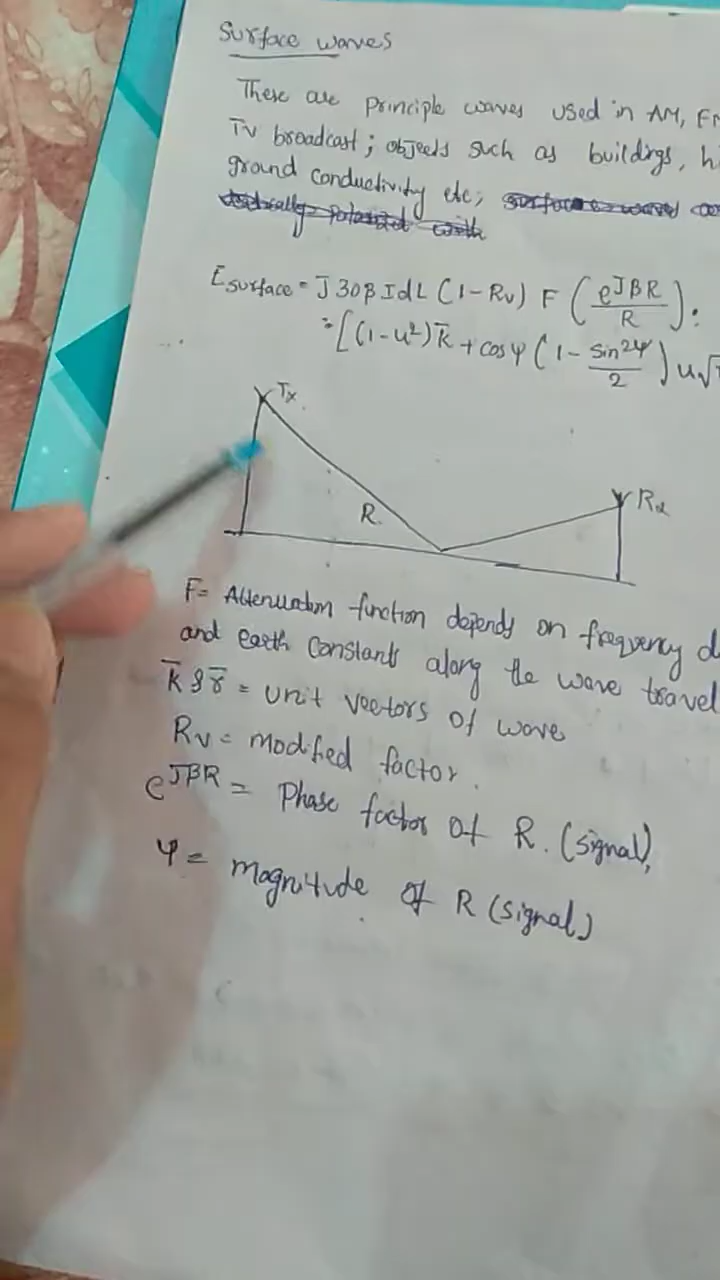 Surface waves
These are principle waves used in AM, FM
TV broadcast; objects such as buildings, hi
ground conductivity etc;
E surface = J30βIdL (1-Rv) F (e^JβR / R).
=[(1-u²)k̄ + cosψ (1 - sin²ψ / 2) u√
Tx
R
Rx
F= Attenuation function depends on frequency d
and earth constants along the wave travel
k̄ & r̄ = unit vectors of wave
Rv = modified factor.
e^JβR = Phase factor of R. (signal),
ψ = magnitude of R (signal)